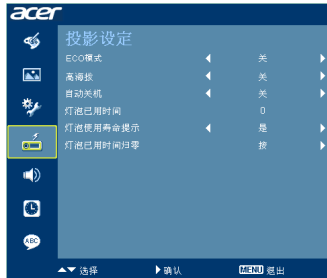 acer
投影设定
ECO模式 关
高海拔 关
自动关机 关
灯泡已用时间 0
灯泡使用寿命提示 是
灯泡已用时间归零 按
ABC
选择 确认 MENU 退出